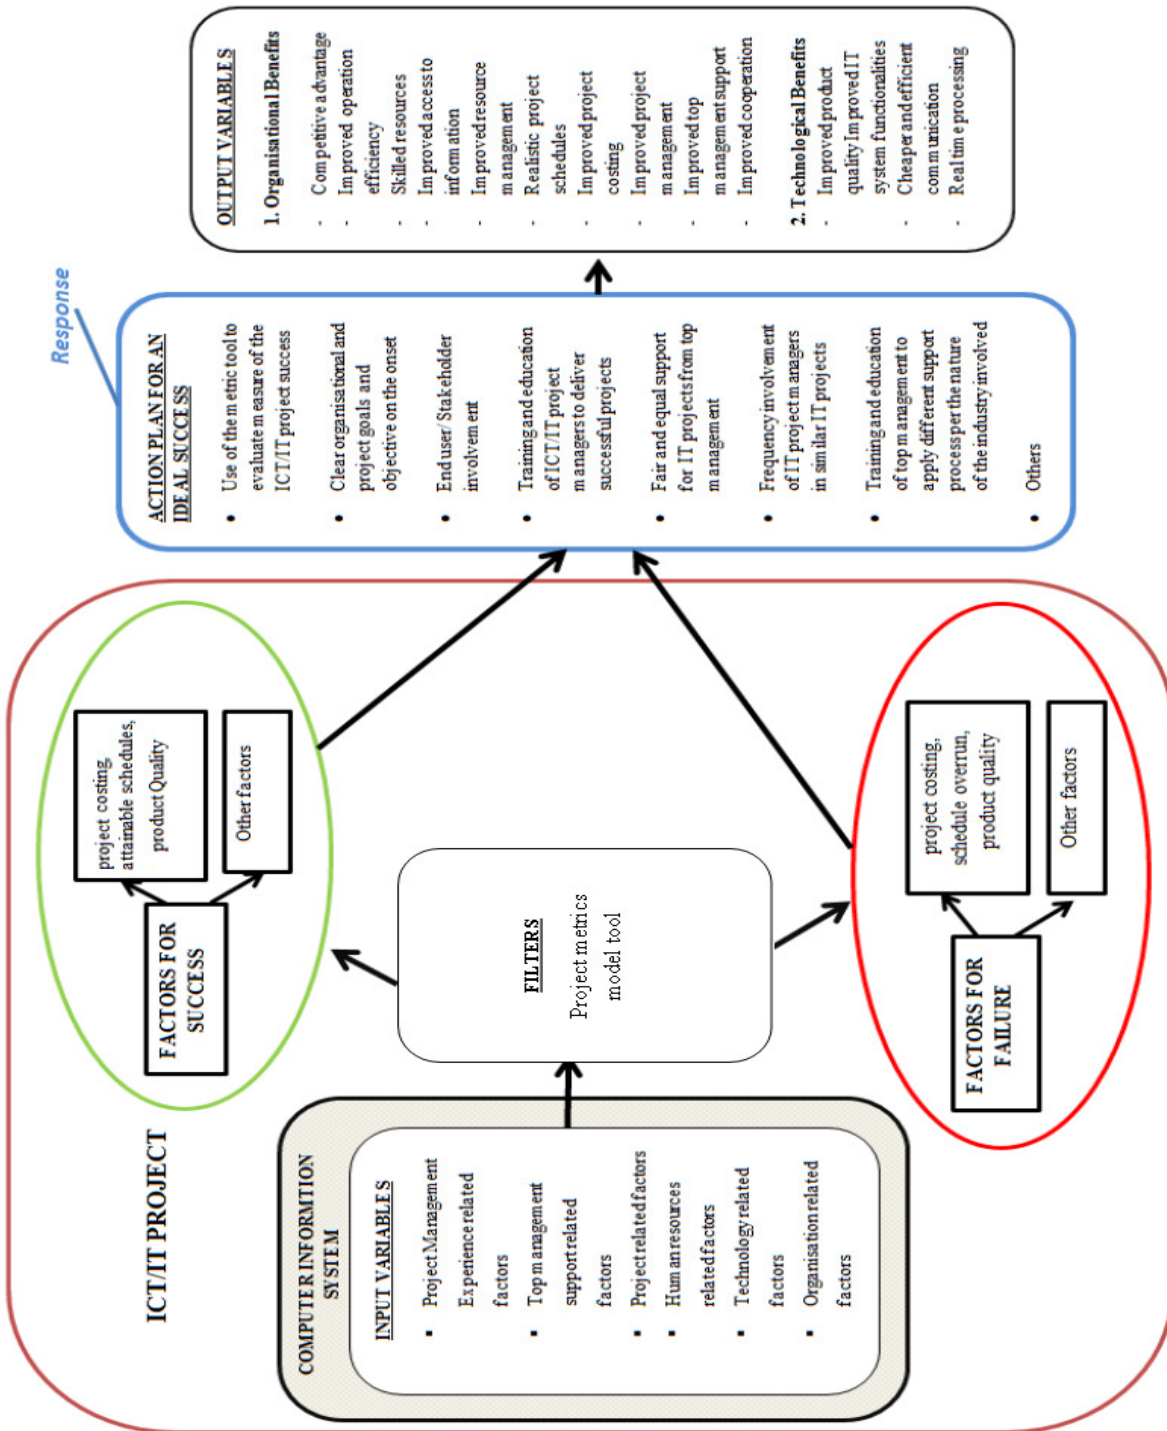 ICT/IT PROJECT
COMPUTER INFORMTION
SYSTEM
INPUT VARIABLES
▪ Project Management
Experience related
factors
▪ Top management
support related
factors
▪ Project related factors
▪ Human resources
related factors
▪ Technology related
factors
▪ Organisation related
factors
FILTERS
Project metrics
model tool
FACTORS FOR
SUCCESS
project costing,
attainable schedules,
product Quality
Other factors
FACTORS FOR
FAILURE
project costing,
schedule overrun,
product quality
Other factors
Response
ACTION PLAN FOR AN
IDEAL SUCCESS
• Use of the metric tool to
evaluate measure of the
ICT/IT project success
• Clear organisational and
project goals and
objective on the onset
• End user/ Stakeholder
involvement
• Training and education
of ICT/IT project
managers to deliver
successful projects
• Fair and equal support
for IT projects from top
management
• Frequency involvement
of IT project managers
in similar IT projects
• Training and education
of top management to
apply different support
process per the nature
of the industry involved
• Others
OUTPUT VARIABLES
1. Organisational Benefits
- Competitive advantage
- Improved operation
efficiency
- Skilled resources
- Improved access to
information
- Improved resource
management
- Realistic project
schedules
- Improved project
costing
- Improved project
management
- Improved top
management support
- Improved cooperation
2. Technological Benefits
- Improved product
quality Improved IT
system functionalities
- Cheaper and efficient
communication
- Real time processing